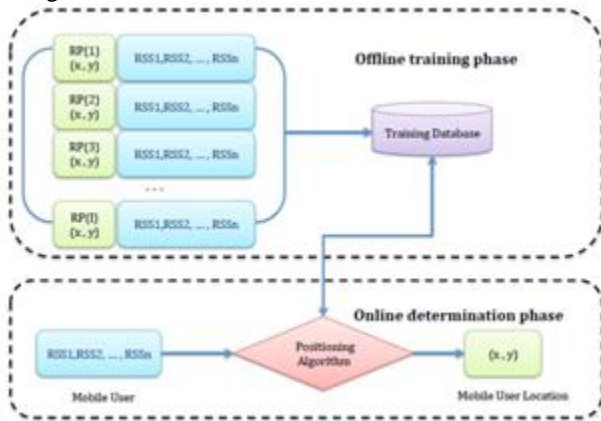 RP(1)
(x, y)
RSS1,RSS2, ... , RSSn
Offline training phase
RP(2)
(x, y)
RSS1,RSS2, ... , RSSn
RP(3)
(x, y)
RSS1,RSS2, ... , RSSn
Training Database
...
RP(I)
(x, y)
RSS1,RSS2, ... , RSSn
Online determination phase
RSS1,RSS2, ... , RSSn
Positioning
Algorithm
(x, y)
Mobile User
Mobile User Location